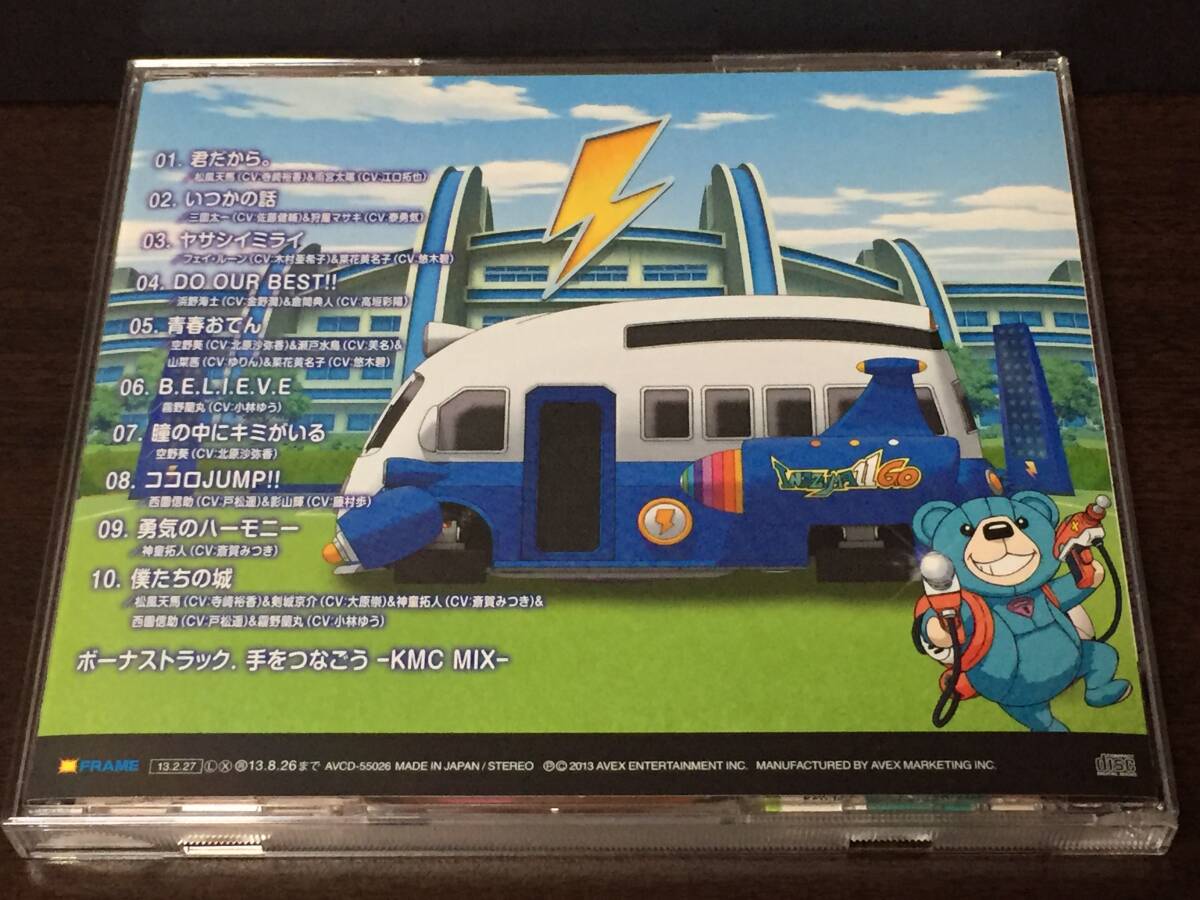 01. 君だから。
松風天馬（CV:寺崎裕香）&雨宮太陽（CV:江口拓也）
02. いつかの話
三国太一（CV:佐藤健輔）&狩屋マサキ（CV:泰勇気）
03. ヤサシイミライ
フェイ・ルーン（CV:木村亜希子）&菜花黄名子（CV:悠木碧）
04. DO OUR BEST!!
浜野海士（CV:金野潤）&倉間典人（CV:高垣彩陽）
05. 青春おでん
空野葵（CV:北原沙弥香）&瀬戸水鳥（CV:美名）&
山菜茜（CV:ゆりん）&菜花黄名子（CV:悠木碧）
06. B.E.L.I.E.V.E
霧野蘭丸（CV:小林ゆう）
07. 瞳の中にキミがいる
空野葵（CV:北原沙弥香）
08. ココロJUMP!!
西園信助（CV:戸松遥）&影山輝（CV:藤村歩）
09. 勇気のハーモニー
神童拓人（CV:斎賀みつき）
10. 僕たちの城
松風天馬（CV:寺崎裕香）&剣城京介（CV:大原崇）&神童拓人（CV:斎賀みつき）&
西園信助（CV:戸松遥）&霧野蘭丸（CV:小林ゆう）
ボーナストラック. 手をつなごう -KMC MIX-
INAZUMA 11 GO
FRAME 13.2.27 Ⓛ Ⓧ 13.8.26まで AVCD-55026 MADE IN JAPAN / STEREO ℗© 2013 AVEX ENTERTAINMENT INC. MANUFACTURED BY AVEX MARKETING INC.
COMPACT disc DIGITAL AUDIO